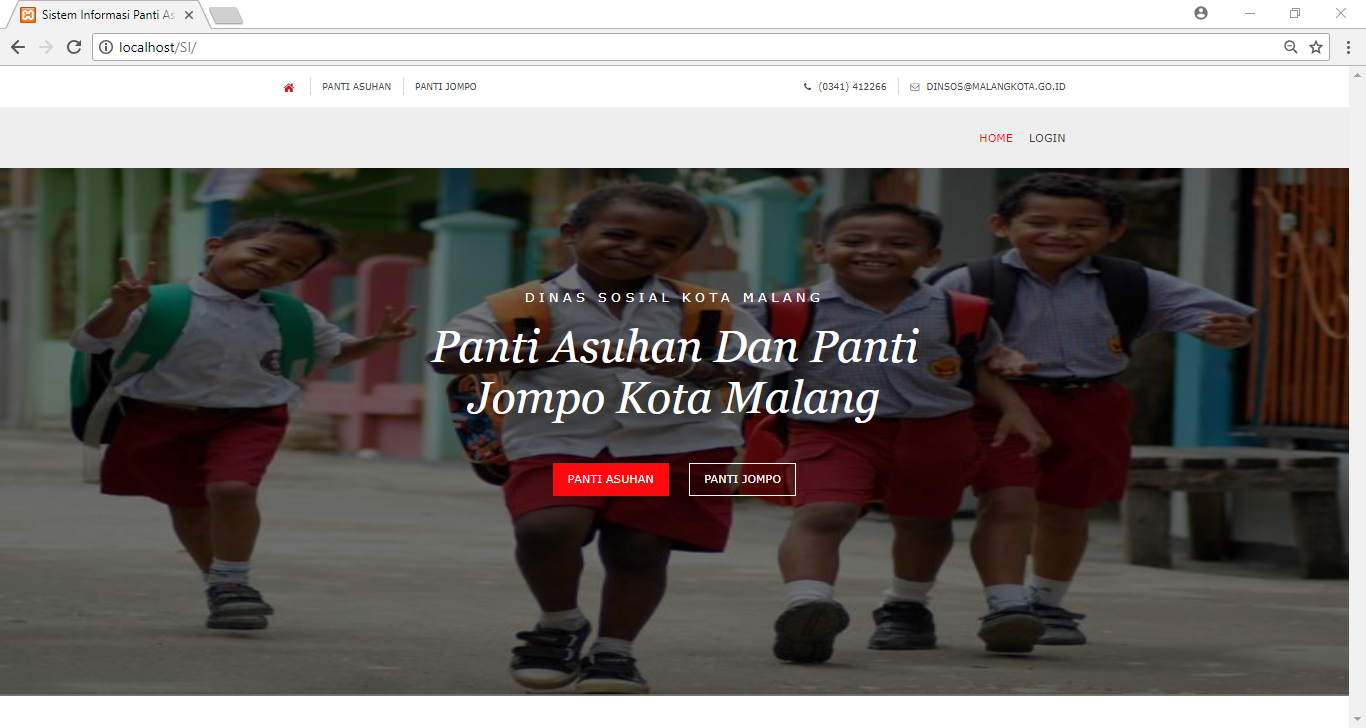 Sistem Informasi Panti As
localhost/SI/
PANTI ASUHAN
PANTI JOMPO
(0341) 412266
DINSOS@MALANGKOTA.GO.ID
HOME
LOGIN
DINAS SOSIAL KOTA MALANG
Panti Asuhan Dan Panti
Jompo Kota Malang
PANTI ASUHAN
PANTI JOMPO